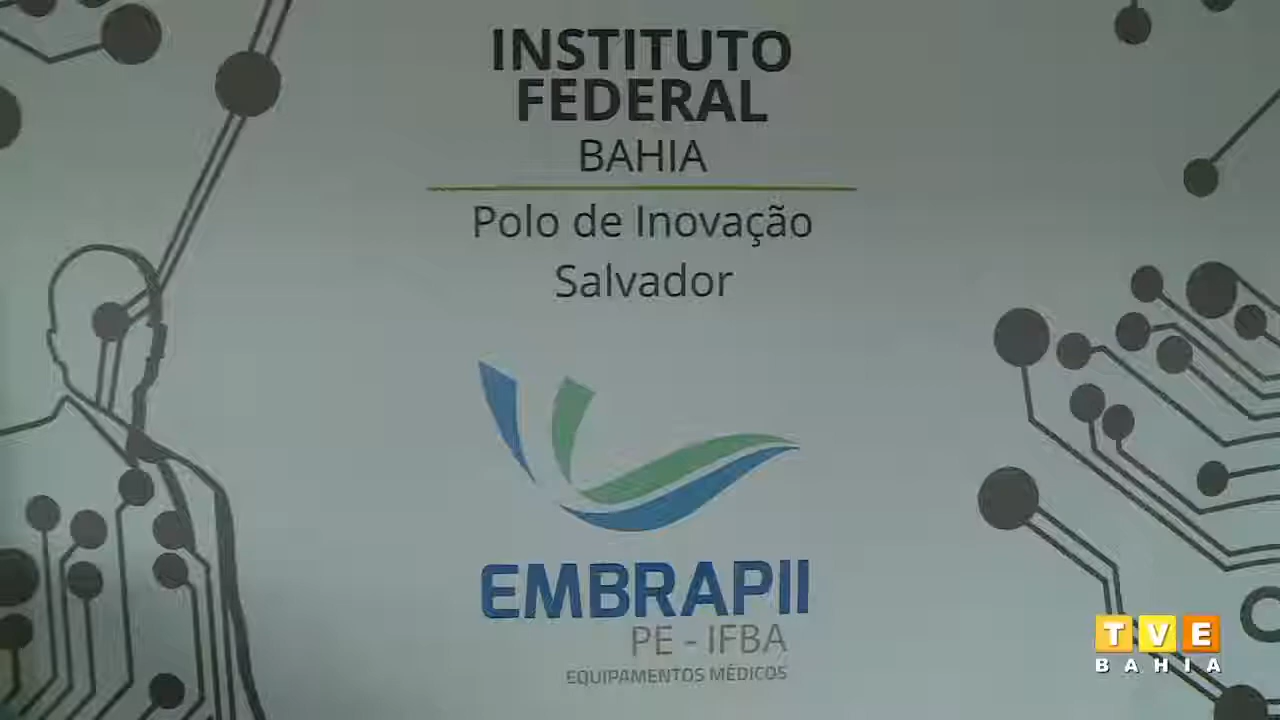 INSTITUTO
FEDERAL
BAHIA
Polo de Inovação
Salvador
EMBRAPII
PE - IFBA
EQUIPAMENTOS MÉDICOS
TVE
BAHIA